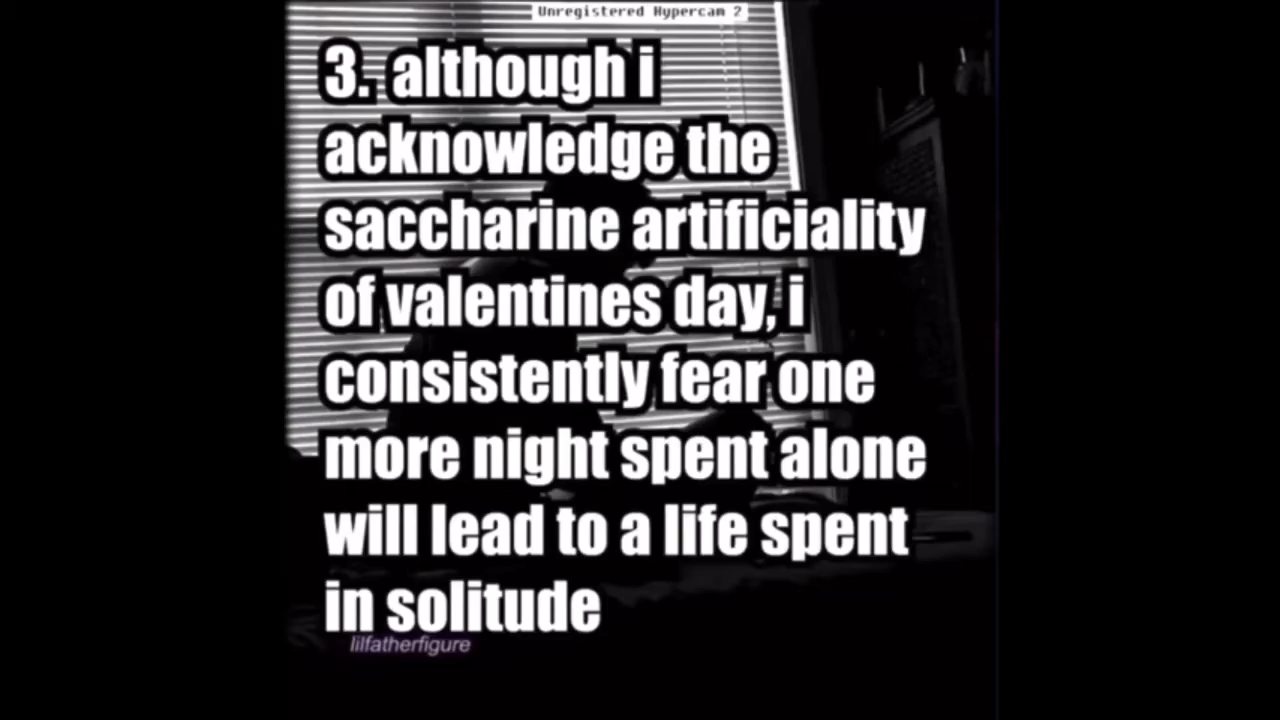 Unregistered Hypercam 2
3. although i
acknowledge the
saccharine artificiality
of valentines day, i
consistently fear one
more night spent alone
will lead to a life spent
in solitude
lilfatherfigure